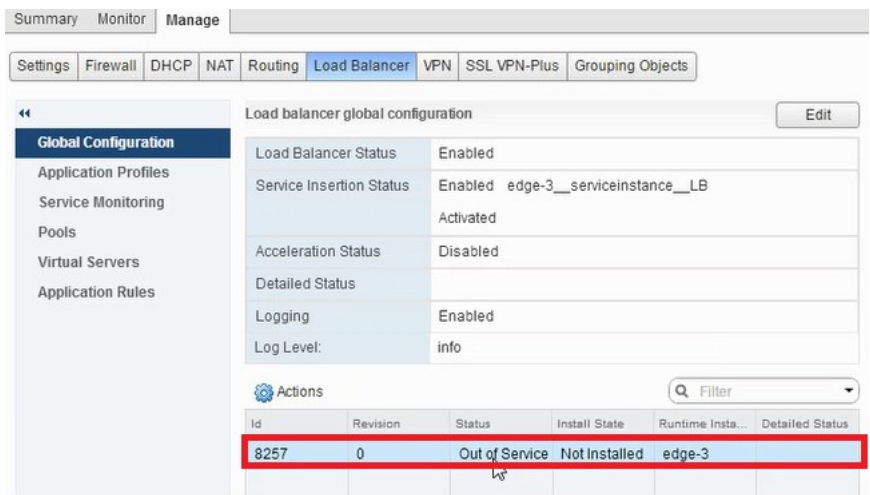 Summary Monitor Manage
Settings Firewall DHCP NAT Routing Load Balancer VPN SSL VPN-Plus Grouping Objects
Global Configuration
Application Profiles
Service Monitoring
Pools
Virtual Servers
Application Rules
Load balancer global configuration Edit
Load Balancer Status Enabled
Service Insertion Status Enabled edge-3__serviceinstance__LB
Activated
Acceleration Status Disabled
Detailed Status
Logging Enabled
Log Level: info
Actions Filter
Id Revision Status Install State Runtime Insta... Detailed Status
8257 0 Out of Service Not Installed edge-3